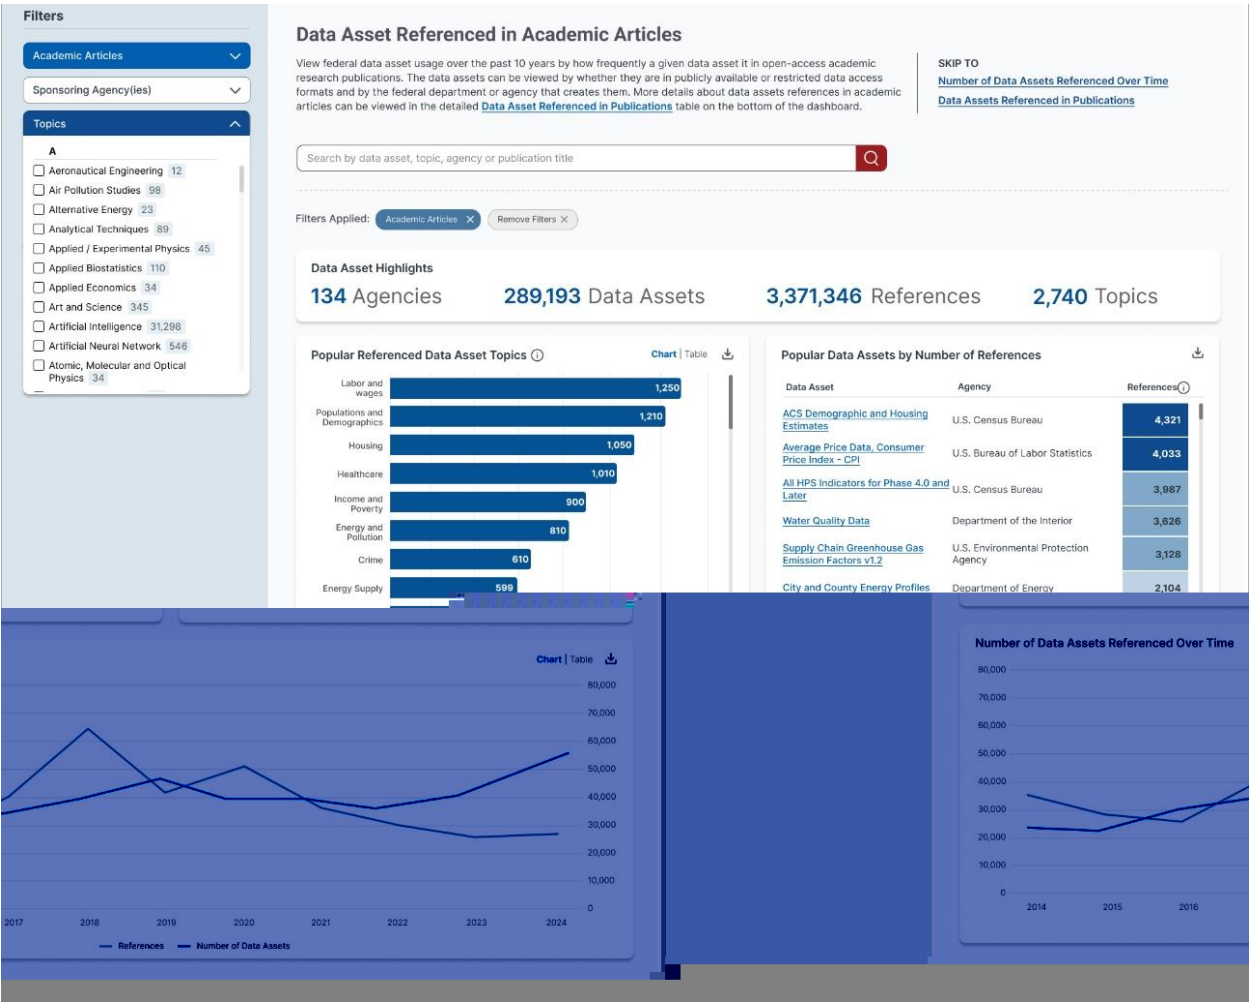 Filters
Academic Articles
Sponsoring Agency(ies)
Topics
A
Aeronautical Engineering 12
Air Pollution Studies 98
Alternative Energy 23
Analytical Techniques 89
Applied / Experimental Physics 45
Applied Biostatistics 110
Applied Economics 34
Art and Science 345
Artificial Intelligence 31,298
Artificial Neural Network 546
Atomic, Molecular and Optical
Physics 34
Data Asset Referenced in Academic Articles
View federal data asset usage over the past 10 years by how frequently a given data asset it in open-access academic
research publications. The data assets can be viewed by whether they are in publicly available or restricted data access
formats and by the federal department or agency that creates them. More details about data assets references in academic
articles can be viewed in the detailed Data Asset Referenced in Publications table on the bottom of the dashboard.
SKIP TO
Number of Data Assets Referenced Over Time
Data Assets Referenced in Publications
Search by data asset, topic, agency or publication title
Filters Applied: Academic Articles X Remove Filters X
Data Asset Highlights
134 Agencies 289,193 Data Assets 3,371,346 References 2,740 Topics
Popular Referenced Data Asset Topics Chart | Table
Labor and
wages 1,250
Populations and
Demographics 1,210
Housing 1,050
Healthcare 1,010
Income and
Poverty 900
Energy and
Pollution 810
Crime 610
Energy Supply 599
Popular Data Assets by Number of References
Data Asset Agency References
ACS Demographic and Housing
Estimates U.S. Census Bureau 4,321
Average Price Data, Consumer
Price Index - CPI U.S. Bureau of Labor Statistics 4,033
All HPS Indicators for Phase 4.0 and
Later U.S. Census Bureau 3,987
Water Quality Data Department of the Interior 3,626
Supply Chain Greenhouse Gas
Emission Factors v1.2 U.S. Environmental Protection
Agency 3,128
City and County Energy Profiles Department of Energy 2,104
Chart | Table
80,000
70,000
60,000
50,000
40,000
30,000
20,000
10,000
0
2017 2018 2019 2020 2021 2022 2023 2024
References Number of Data Assets
Number of Data Assets Referenced Over Time
80,000
70,000
60,000
50,000
40,000
30,000
20,000
10,000
0
2014 2015 2016